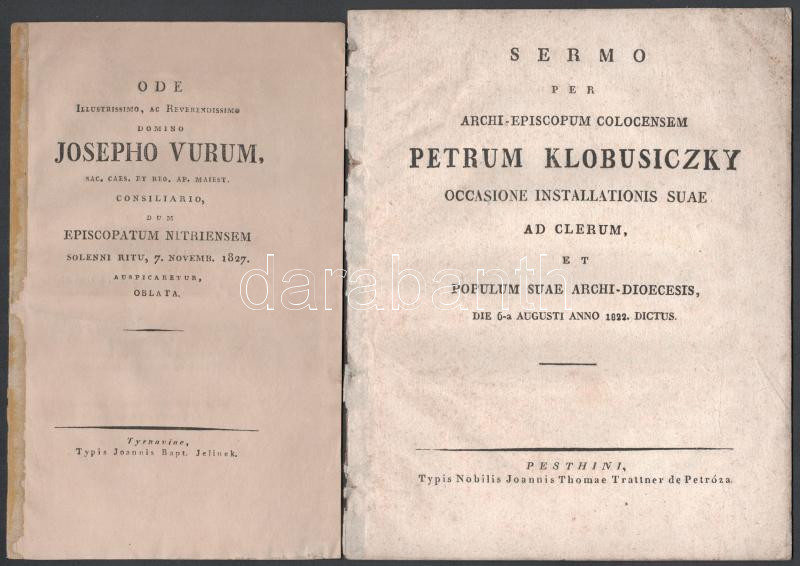 ODE
ILLUSTRISSIMO, AC REVERENDISSIMO
DOMINO
JOSEPHO VURUM,
SAC. CAES. ET REG. AP. MAIEST.
CONSILIARIO,
DUM
EPISCOPATUM NITRIENSEM
SOLENNI RITU, 7. NOVEMB. 1827.
AUSPICARETUR,
OBLATA.
Tyrnaviae,
Typis Joannis Bapt. Jelinek.
SERMO
PER
ARCHI-EPISCOPUM COLOCENSEM
PETRUM KLOBUSICZKY
OCCASIONE INSTALLATIONIS SUAE
AD CLERUM,
ET
POPULUM SUAE ARCHI-DIOECESIS,
DIE 6-a AUGUSTI ANNO 1822. DICTUS.
PESTHINI,
Typis Nobilis Joannis Thomae Trattner de Petróza.
darabanth